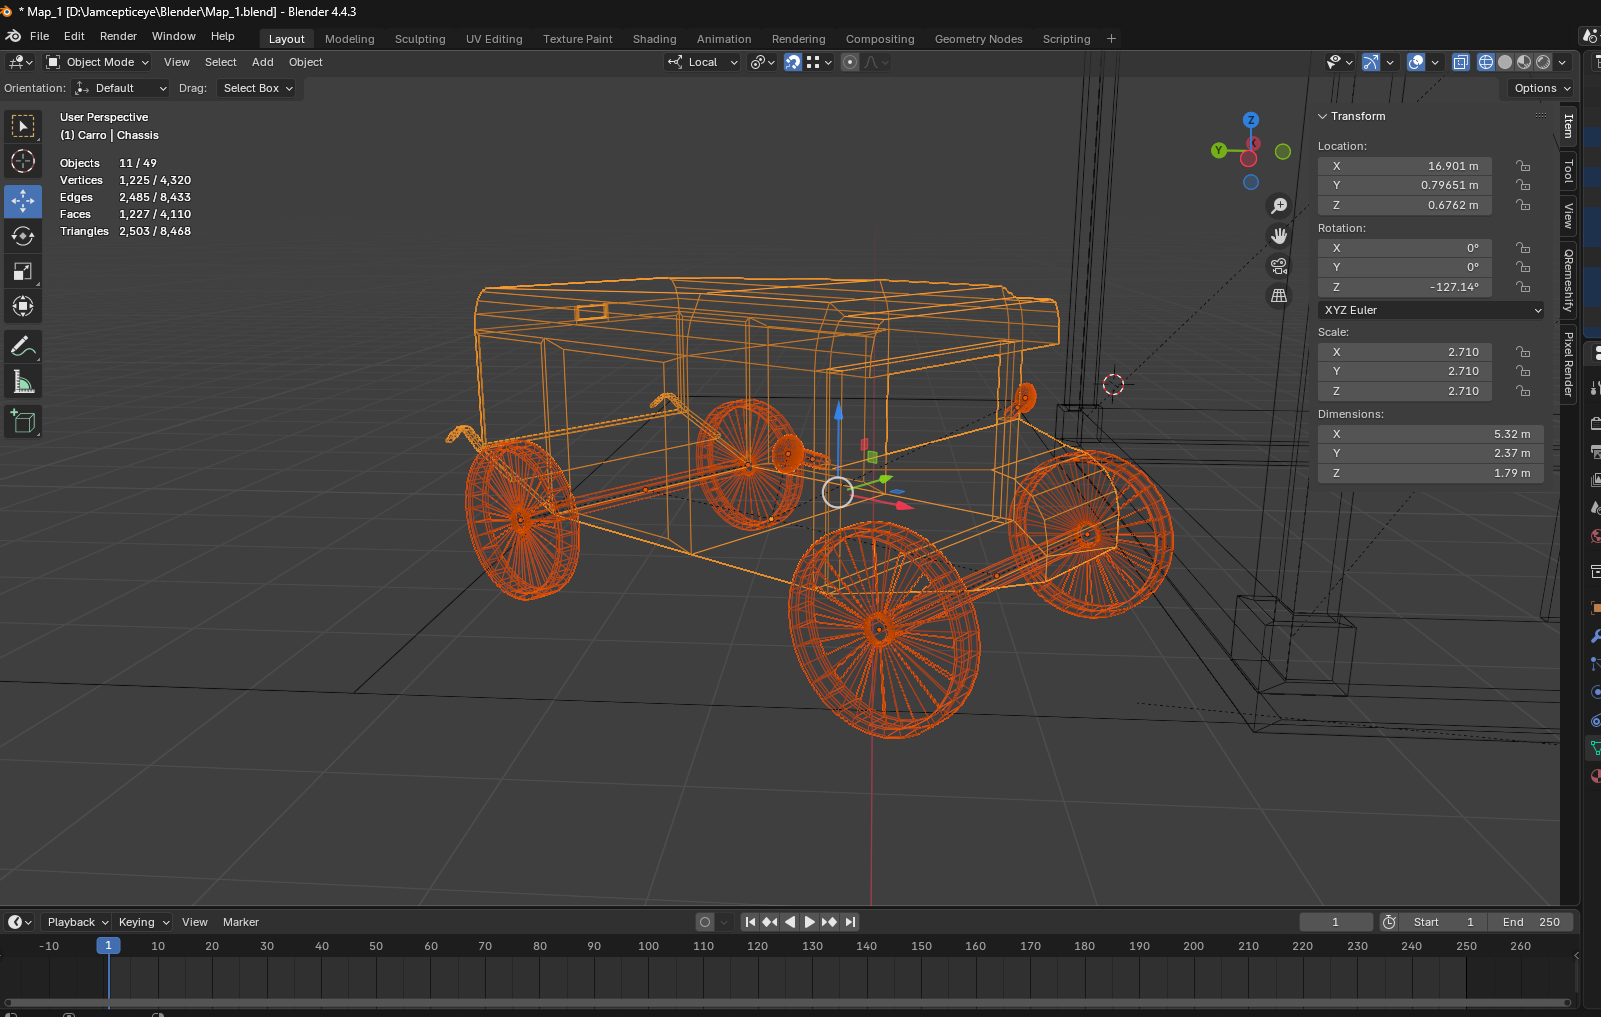 * Map_1 [D:\Jamcepticeye\Blender\Map_1.blend] - Blender 4.4.3
File Edit Render Window Help Layout Modeling Sculpting UV Editing Texture Paint Shading Animation Rendering Compositing Geometry Nodes Scripting +
Object Mode View Select Add Object Local
Orientation: Default Drag: Select Box Options
User Perspective
(1) Carro | Chassis
Objects 11 / 49
Vertices 1,225 / 4,320
Edges 2,485 / 8,433
Faces 1,227 / 4,110
Triangles 2,503 / 8,468
Z
Y
X
Transform
Location:
X 16.901 m
Y 0.79651 m
Z 0.6762 m
Rotation:
X 0°
Y 0°
Z -127.14°
XYZ Euler
Scale:
X 2.710
Y 2.710
Z 2.710
Dimensions:
X 5.32 m
Y 2.37 m
Z 1.79 m
Item
Tool
View
QRemeshify
Pixel Render
Playback Keying View Marker 1 Start 1 End 250
-10 1 10 20 30 40 50 60 70 80 90 100 110 120 130 140 150 160 170 180 190 200 210 220 230 240 250 260